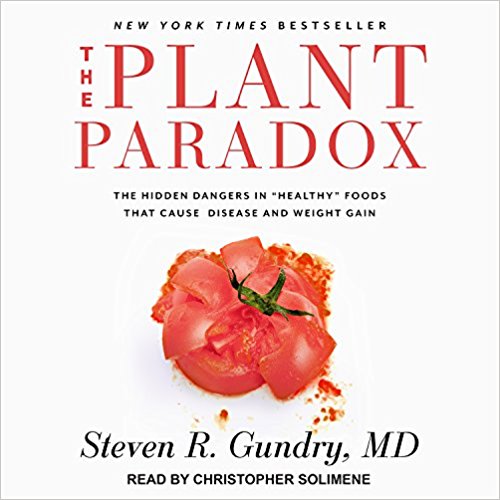 NEW YORK TIMES BESTSELLER
THE PLANT
PARADOX
THE HIDDEN DANGERS IN "HEALTHY" FOODS
THAT CAUSE DISEASE AND WEIGHT GAIN
Steven R. Gundry, MD
READ BY CHRISTOPHER SOLIMENE